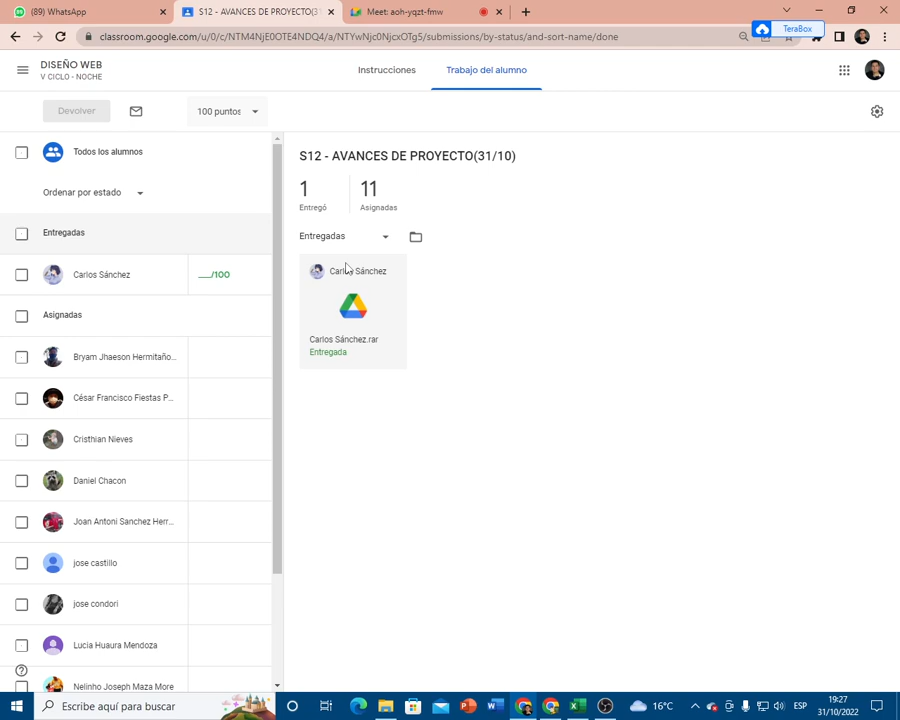 (89) WhatsApp
S12 - AVANCES DE PROYECTO(31/1
Meet: aoh-yqzt-fmw
classroom.google.com/u/0/c/NTM4NjE0OTE4NDQ4/a/NTYwNjc0NjcxOTg5/submissions/by-status/and-sort-name/done
TeraBox
DISEÑO WEB
V CICLO - NOCHE
Instrucciones
Trabajo del alumno
Devolver
100 puntos
Todos los alumnos
Ordenar por estado
Entregadas
Carlos Sánchez
___/100
Asignadas
Bryam Jhaeson Hermitaño...
César Francisco Fiestas P...
Cristhian Nieves
Daniel Chacon
Joan Antoni Sanchez Herr...
jose castillo
jose condori
Lucia Huaura Mendoza
Nelinho Joseph Maza More
S12 - AVANCES DE PROYECTO(31/10)
1
Entregó
11
Asignadas
Entregadas
Carlos Sánchez
Carlos Sánchez.rar
Entregada
Escribe aquí para buscar
16°C
ESP
19:27
31/10/2022